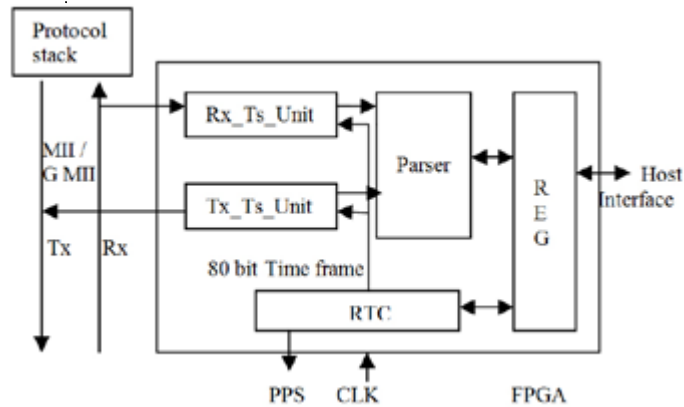 Protocol
stack
Rx_Ts_Unit
Parser
R
E
G
MII /
G MII
Host
Interface
Tx_Ts_Unit
Tx
Rx
80 bit Time frame
RTC
PPS
CLK
FPGA